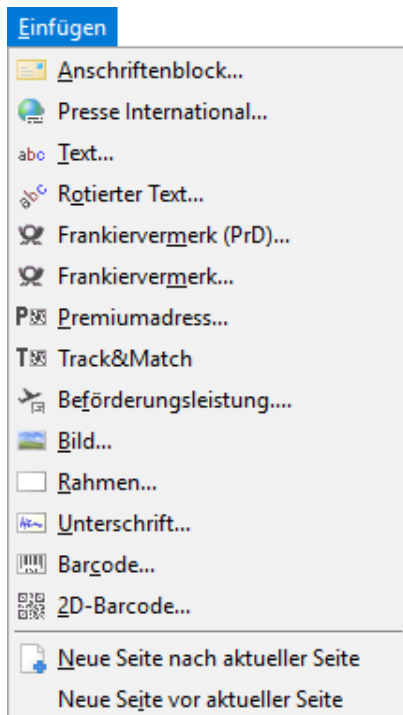 Einfügen
Anschriftenblock...
Presse International...
abc Text...
abc Rotierter Text...
Frankiervermerk (PrD)...
Frankiervermerk...
P Premiumadress...
T Track&Match
Beförderungsleistung....
Bild...
Rahmen...
Unterschrift...
Barcode...
2D-Barcode...
Neue Seite nach aktueller Seite
Neue Seite vor aktueller Seite